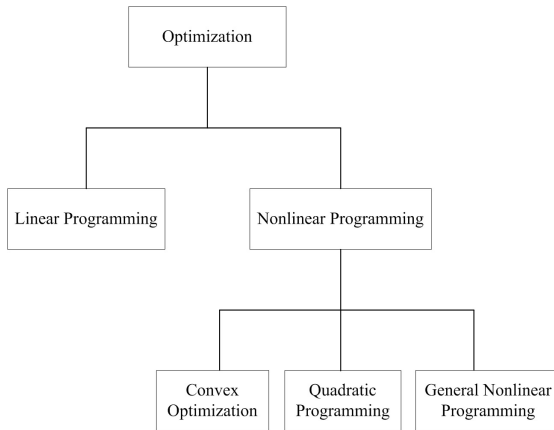 Optimization
Linear Programming
Nonlinear Programming
Convex
Optimization
Quadratic
Programming
General Nonlinear
Programming